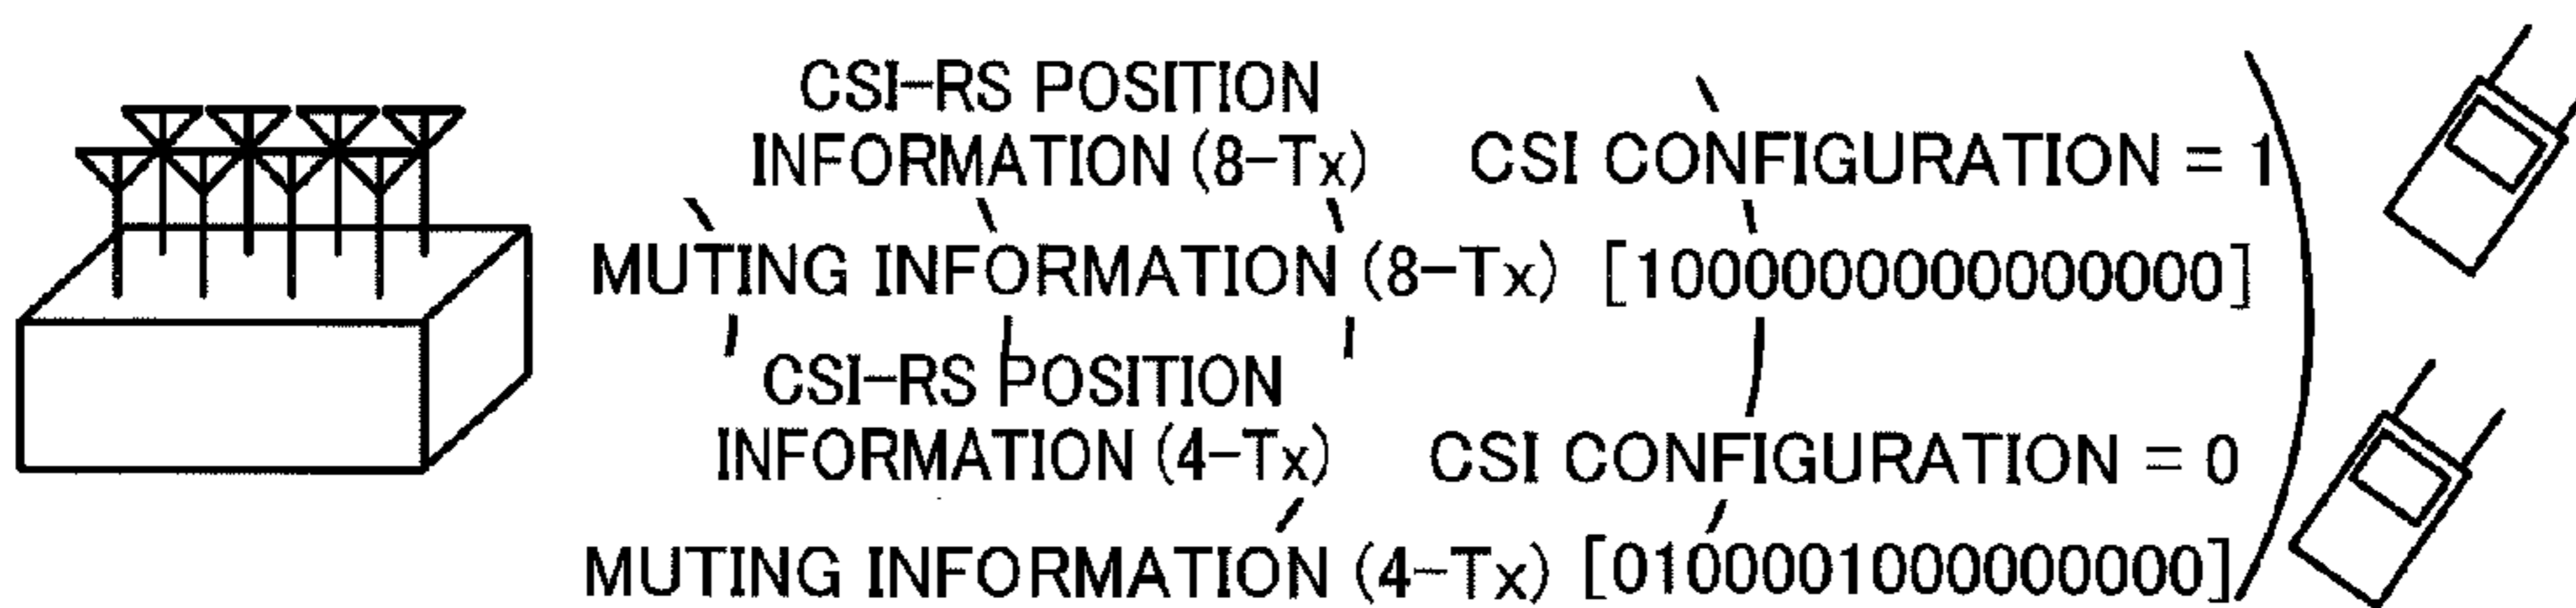 CSI-RS POSITION
INFORMATION (8-Tx) CSI CONFIGURATION = 1
MUTING INFORMATION (8-Tx) [1000000000000000]
CSI-RS POSITION
INFORMATION (4-Tx) CSI CONFIGURATION = 0
MUTING INFORMATION (4-Tx) [0100001000000000]